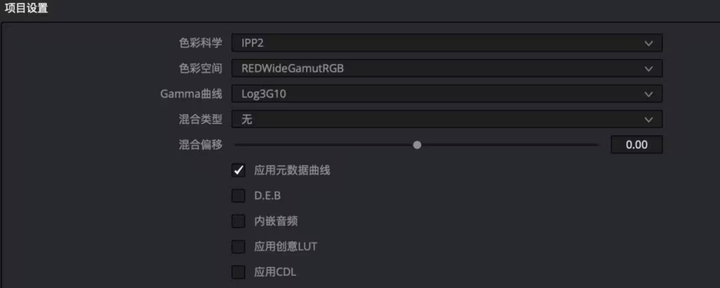 项目设置
色彩科学 IPP2
色彩空间 REDWideGamutRGB
Gamma曲线 Log3G10
混合类型 无
混合偏移 0.00
应用元数据曲线
D.E.B
内嵌音频
应用创意LUT
应用CDL